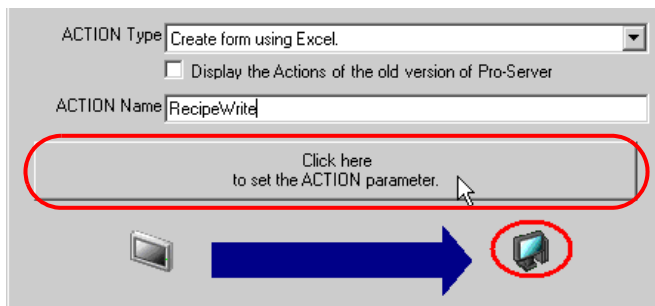 ACTION Type Create form using Excel.
Display the Actions of the old version of Pro-Server
ACTION Name RecipeWrite
Click here
to set the ACTION parameter.